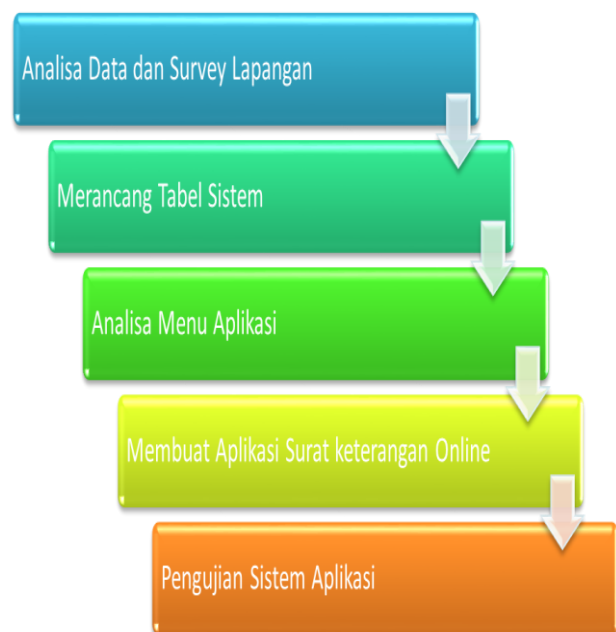 Analisa Data dan Survey Lapangan
Merancang Tabel Sistem
Analisa Menu Aplikasi
Membuat Aplikasi Surat keterangan Online
Pengujian Sistem Aplikasi